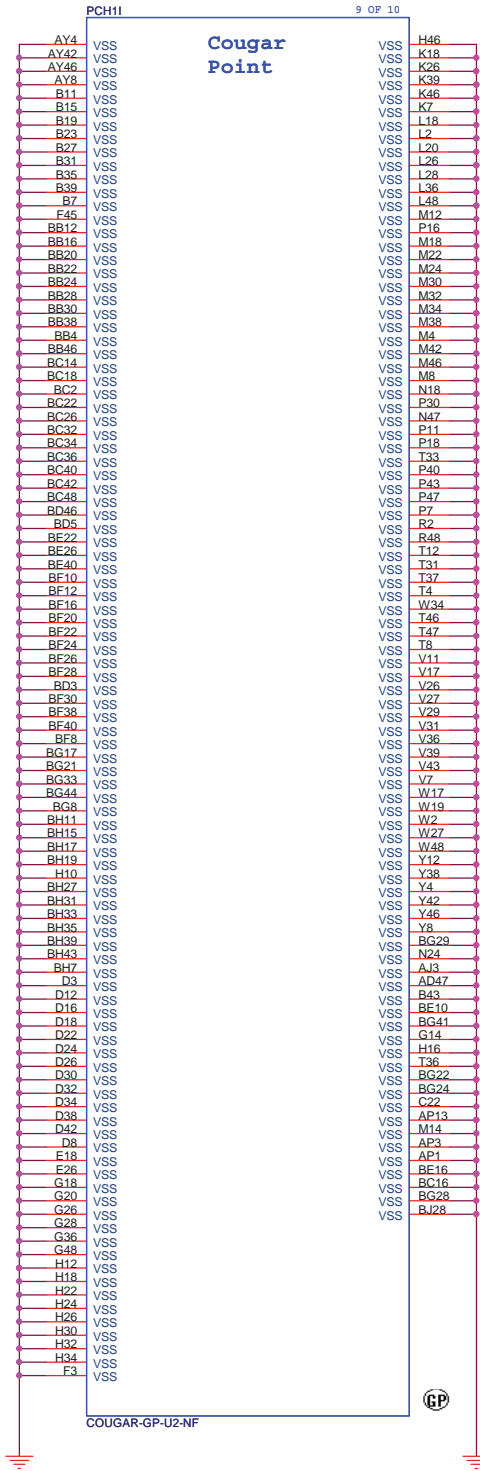 PCH1I 9 OF 10
Cougar
Point
AY4 VSS VSS H46
AY42 VSS VSS K18
AY46 VSS VSS K26
AY8 VSS VSS K39
B11 VSS VSS K46
B15 VSS VSS K7
B19 VSS VSS L18
B23 VSS VSS L2
B27 VSS VSS L20
B31 VSS VSS L26
B35 VSS VSS L28
B39 VSS VSS L36
B7 VSS VSS L48
F45 VSS VSS M12
BB12 VSS VSS P16
BB16 VSS VSS M18
BB20 VSS VSS M22
BB22 VSS VSS M24
BB24 VSS VSS M30
BB28 VSS VSS M32
BB30 VSS VSS M34
BB38 VSS VSS M38
BB4 VSS VSS M4
BB46 VSS VSS M42
BC14 VSS VSS M46
BC18 VSS VSS M8
BC2 VSS VSS N18
BC22 VSS VSS P30
BC26 VSS VSS N47
BC32 VSS VSS P11
BC34 VSS VSS P18
BC36 VSS VSS T33
BC40 VSS VSS P40
BC42 VSS VSS P43
BC48 VSS VSS P47
BD46 VSS VSS P7
BD5 VSS VSS R2
BE22 VSS VSS R48
BE26 VSS VSS T12
BE40 VSS VSS T31
BF10 VSS VSS T37
BF12 VSS VSS T4
BF16 VSS VSS W34
BF20 VSS VSS T46
BF22 VSS VSS T47
BF24 VSS VSS T8
BF26 VSS VSS V11
BF28 VSS VSS V17
BD3 VSS VSS V26
BF30 VSS VSS V27
BF38 VSS VSS V29
BF40 VSS VSS V31
BF8 VSS VSS V36
BG17 VSS VSS V39
BG21 VSS VSS V43
BG33 VSS VSS V7
BG44 VSS VSS W17
BG8 VSS VSS W19
BH11 VSS VSS W2
BH15 VSS VSS W27
BH17 VSS VSS W48
BH19 VSS VSS Y12
H10 VSS VSS Y38
BH27 VSS VSS Y4
BH31 VSS VSS Y42
BH33 VSS VSS Y46
BH35 VSS VSS Y8
BH39 VSS VSS BG29
BH43 VSS VSS N24
BH7 VSS VSS AJ3
D3 VSS VSS AD47
D12 VSS VSS B43
D16 VSS VSS BE10
D18 VSS VSS BG41
D22 VSS VSS G14
D24 VSS VSS H16
D26 VSS VSS T36
D30 VSS VSS BG22
D32 VSS VSS BG24
D34 VSS VSS C22
D38 VSS VSS AP13
D42 VSS VSS M14
D8 VSS VSS AP3
E18 VSS VSS AP1
E26 VSS VSS BE16
G18 VSS VSS BC16
G20 VSS VSS BG28
G26 VSS VSS BJ28
G28 VSS
G36 VSS
G48 VSS
H12 VSS
H18 VSS
H22 VSS
H24 VSS
H26 VSS
H30 VSS
H32 VSS
H34 VSS
F3 VSS
GP
COUGAR-GP-U2-NF